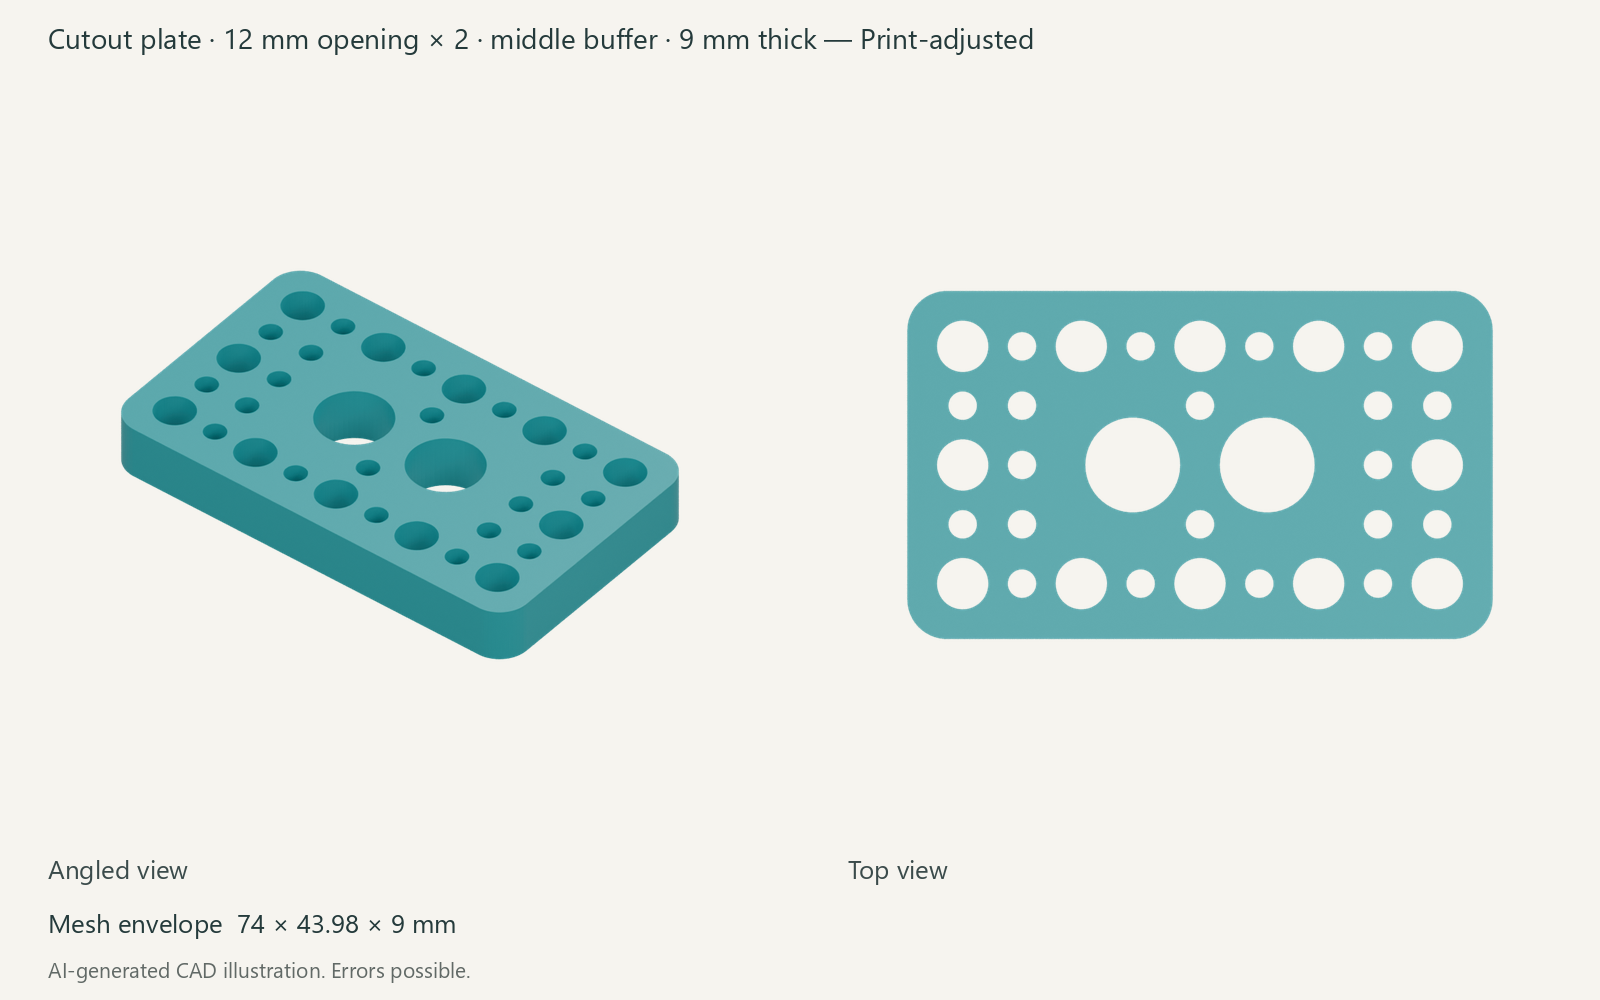 Cutout plate · 12 mm opening × 2 · middle buffer · 9 mm thick — Print-adjusted
Angled view
Top view
Mesh envelope 74 × 43.98 × 9 mm
AI-generated CAD illustration. Errors possible.